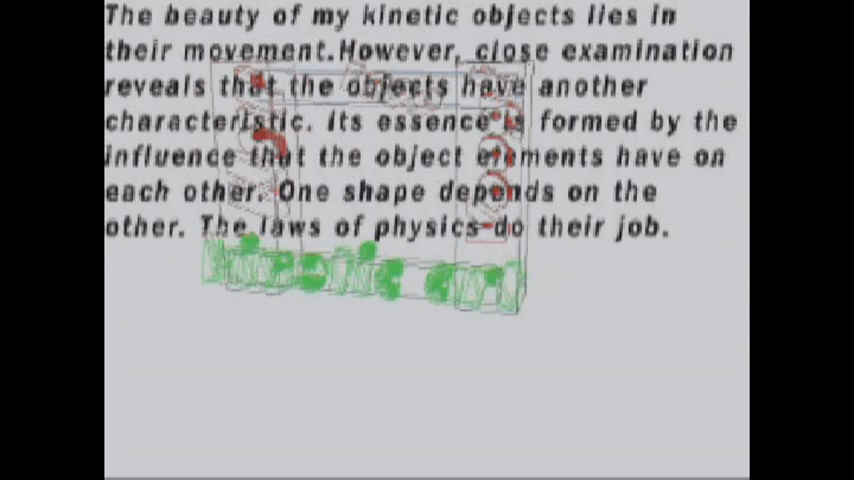 The beauty of my kinetic objects lies in
their movement.However, close examination
reveals that the objects have another
characteristic. Its essence is formed by the
influence that the object elments have on
each other. One shape depends on the
other. The laws of physics do their job.